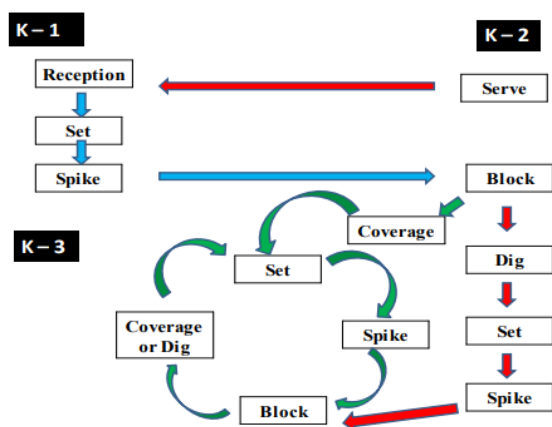 K – 1
K – 2
Reception
Serve
Set
Spike
Block
Coverage
K – 3
Dig
Set
Coverage
or Dig
Spike
Set
Spike
Block